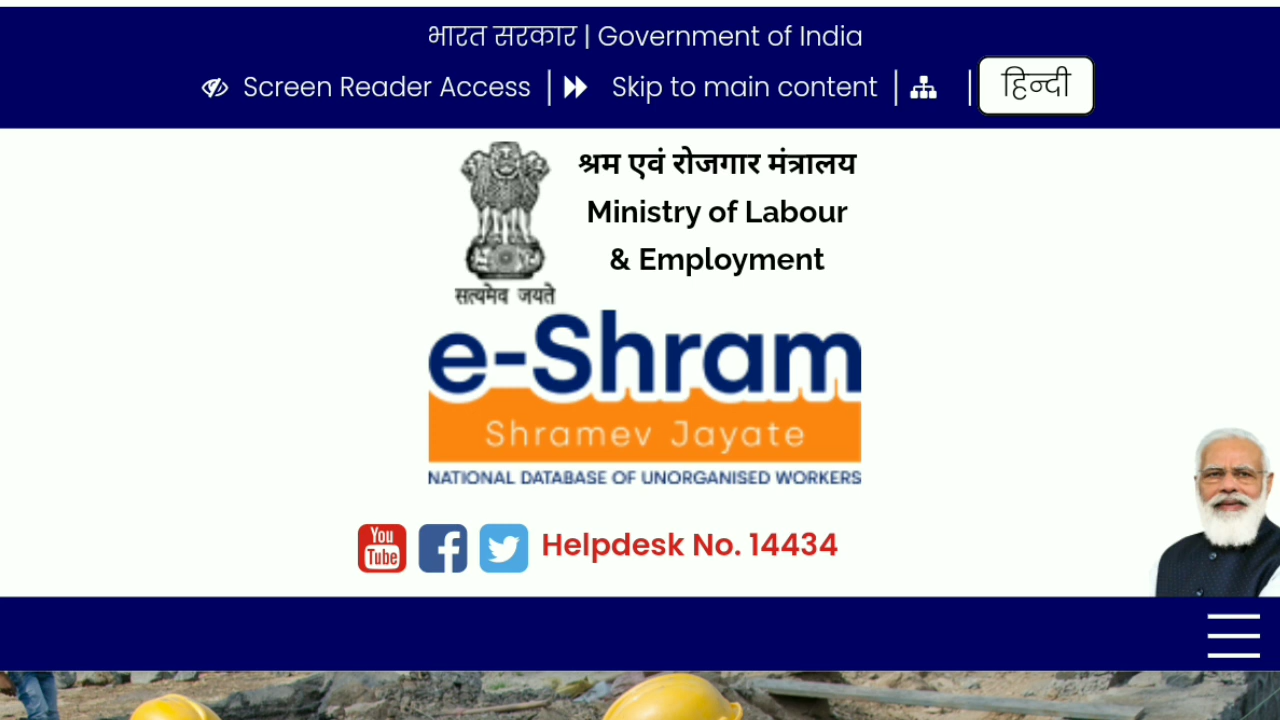 भारत सरकार | Government of India
Screen Reader Access | Skip to main content | | हिन्दी
श्रम एवं रोजगार मंत्रालय
Ministry of Labour
& Employment
सत्यमेव जयते
e-Shram
Shramev Jayate
NATIONAL DATABASE OF UNORGANISED WORKERS
You Tube Helpdesk No. 14434